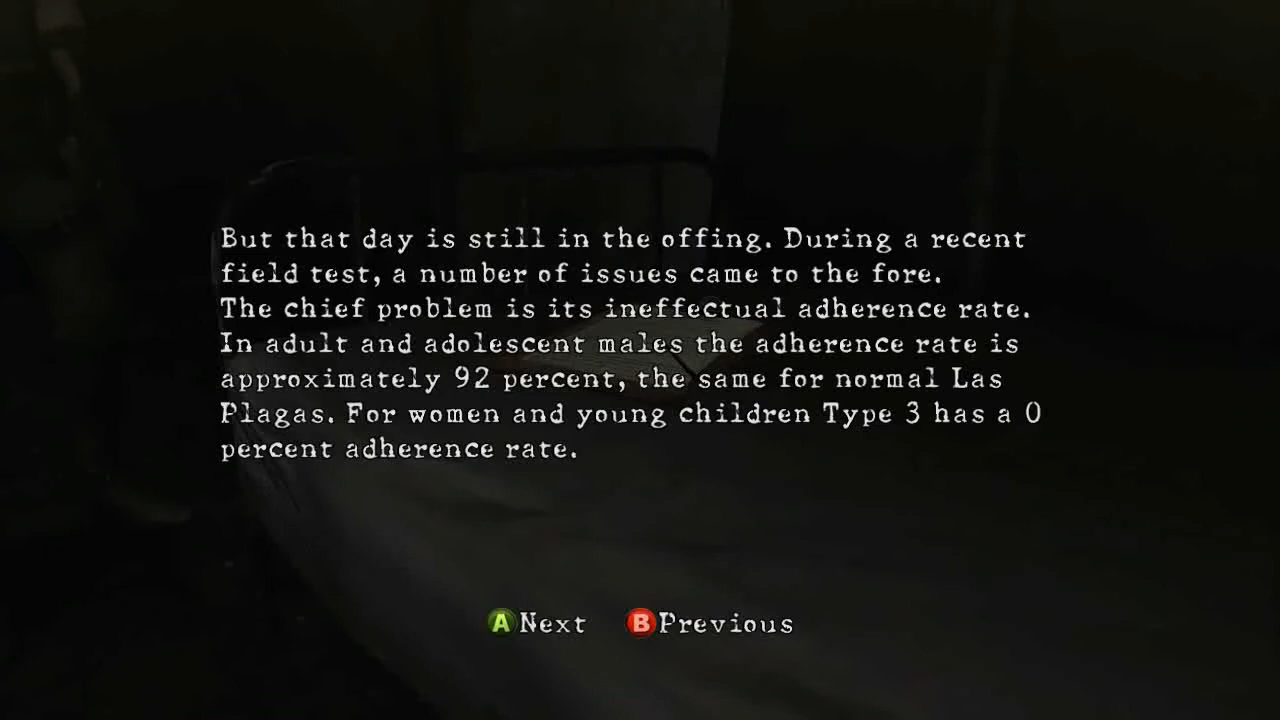 But that day is still in the offing. During a recent
field test, a number of issues came to the fore.
The chief problem is its ineffectual adherence rate.
In adult and adolescent males the adherence rate is
approximately 92 percent, the same for normal Las
Plagas. For women and young children Type 3 has a 0
percent adherence rate.
A Next B Previous